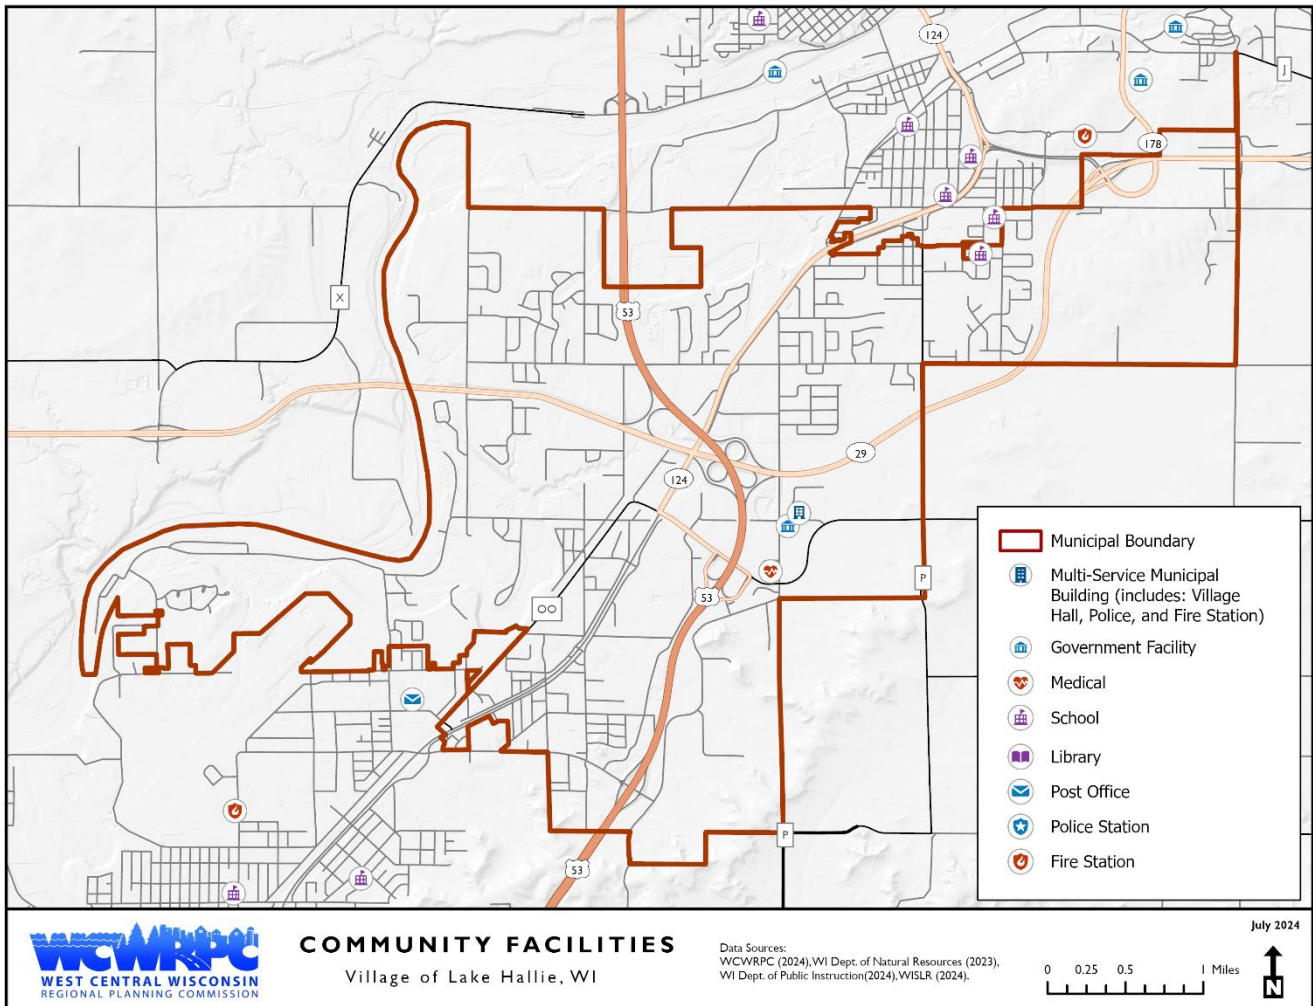 124
J
178
53
X
29
124
OO
53
P
P
53
Municipal Boundary
Multi-Service Municipal
Building (includes: Village
Hall, Police, and Fire Station)
Government Facility
Medical
School
Library
Post Office
Police Station
Fire Station
WCWRPC
WEST CENTRAL WISCONSIN
REGIONAL PLANNING COMMISSION
COMMUNITY FACILITIES
Village of Lake Hallie, WI
Data Sources:
WCWRPC (2024),WI Dept. of Natural Resources (2023),
WI Dept. of Public Instruction(2024),WISLR (2024).
July 2024
0 0.25 0.5 1 Miles
N